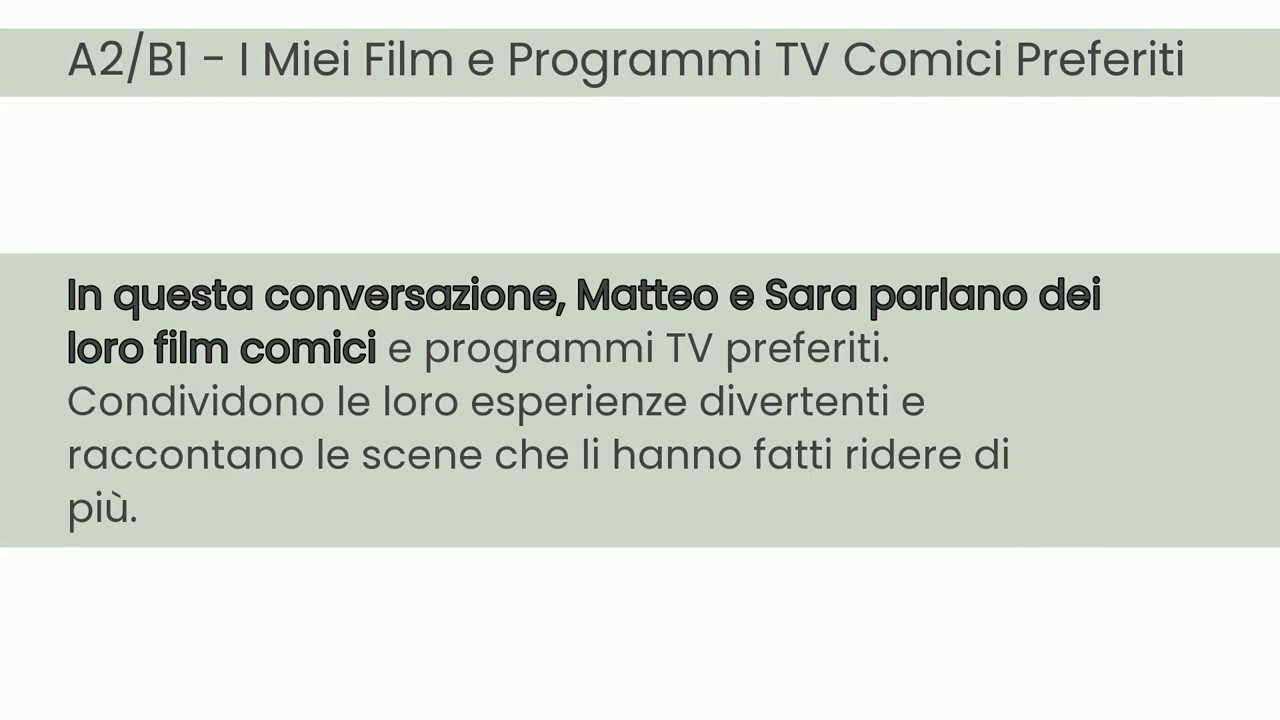 A2/B1 - I Miei Film e Programmi TV Comici Preferiti
In questa conversazione, Matteo e Sara parlano dei
loro film comici e programmi TV preferiti.
Condividono le loro esperienze divertenti e
raccontano le scene che li hanno fatti ridere di
più.